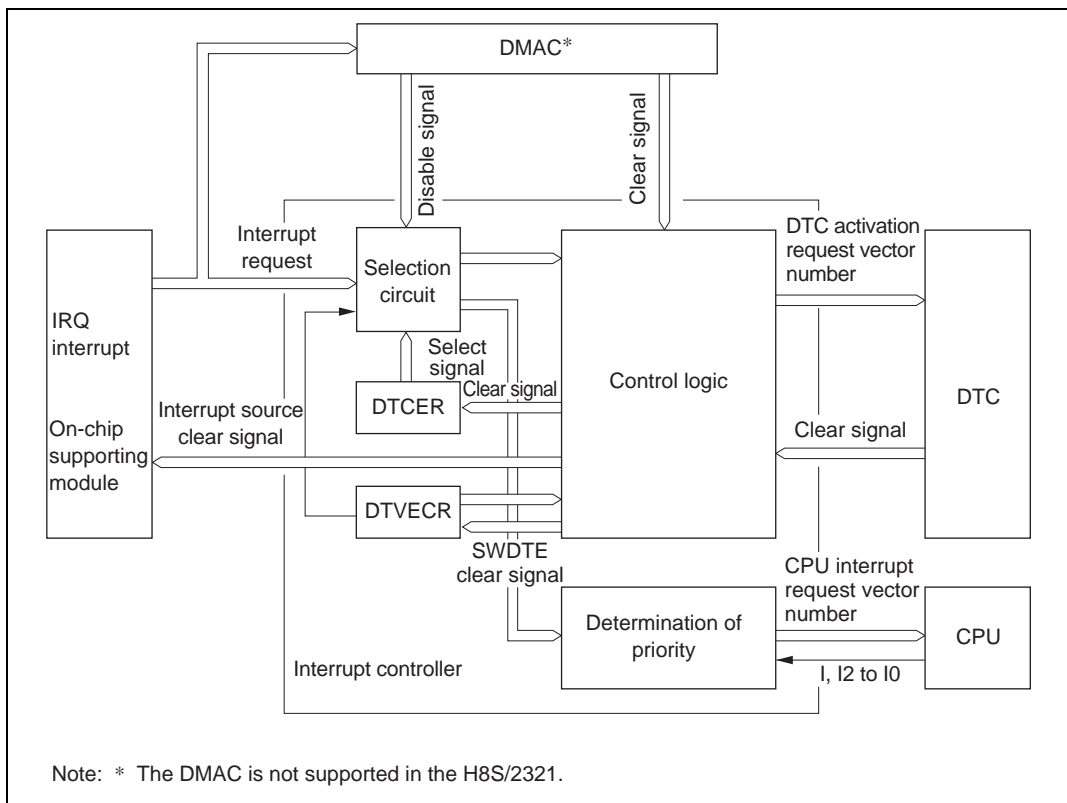 DMAC*
Disable signal
Clear signal
Interrupt
request
Selection
circuit
DTC activation
request vector
number
IRQ
interrupt
On-chip
supporting
module
Select
signal
Clear signal
DTCER
Control logic
DTC
Interrupt source
clear signal
Clear signal
DTVECR
SWDTE
clear signal
CPU interrupt
request vector
number
Determination of
priority
CPU
I, I2 to I0
Interrupt controller
Note: * The DMAC is not supported in the H8S/2321.